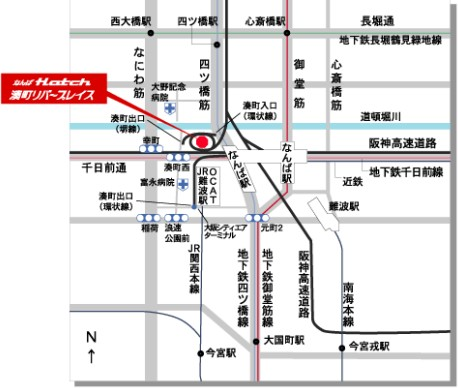 西大橋駅
四ツ橋駅
心斎橋駅
長堀通
地下鉄長堀鶴見緑地線
なにわ筋
四ツ橋筋
御堂筋
心斎橋筋
なんば Hatch
湊町リバープレイス
大野記念
病院
湊町入口
(環状線)
道頓堀川
湊町出口
(堺線)
幸町
阪神高速道路
千日前通
湊町西
なんば駅
なんば駅
地下鉄千日前線
富永病院
JR難波駅
OCAT
近鉄
湊町出口
(環状線)
難波駅
稲荷
浪速
公園前
大阪シティエア
ターミナル
元町2
JR関西本線
地下鉄四ツ橋線
地下鉄御堂筋線
阪神高速道路
南海本線
N
大国町駅
今宮駅
今宮戎駅